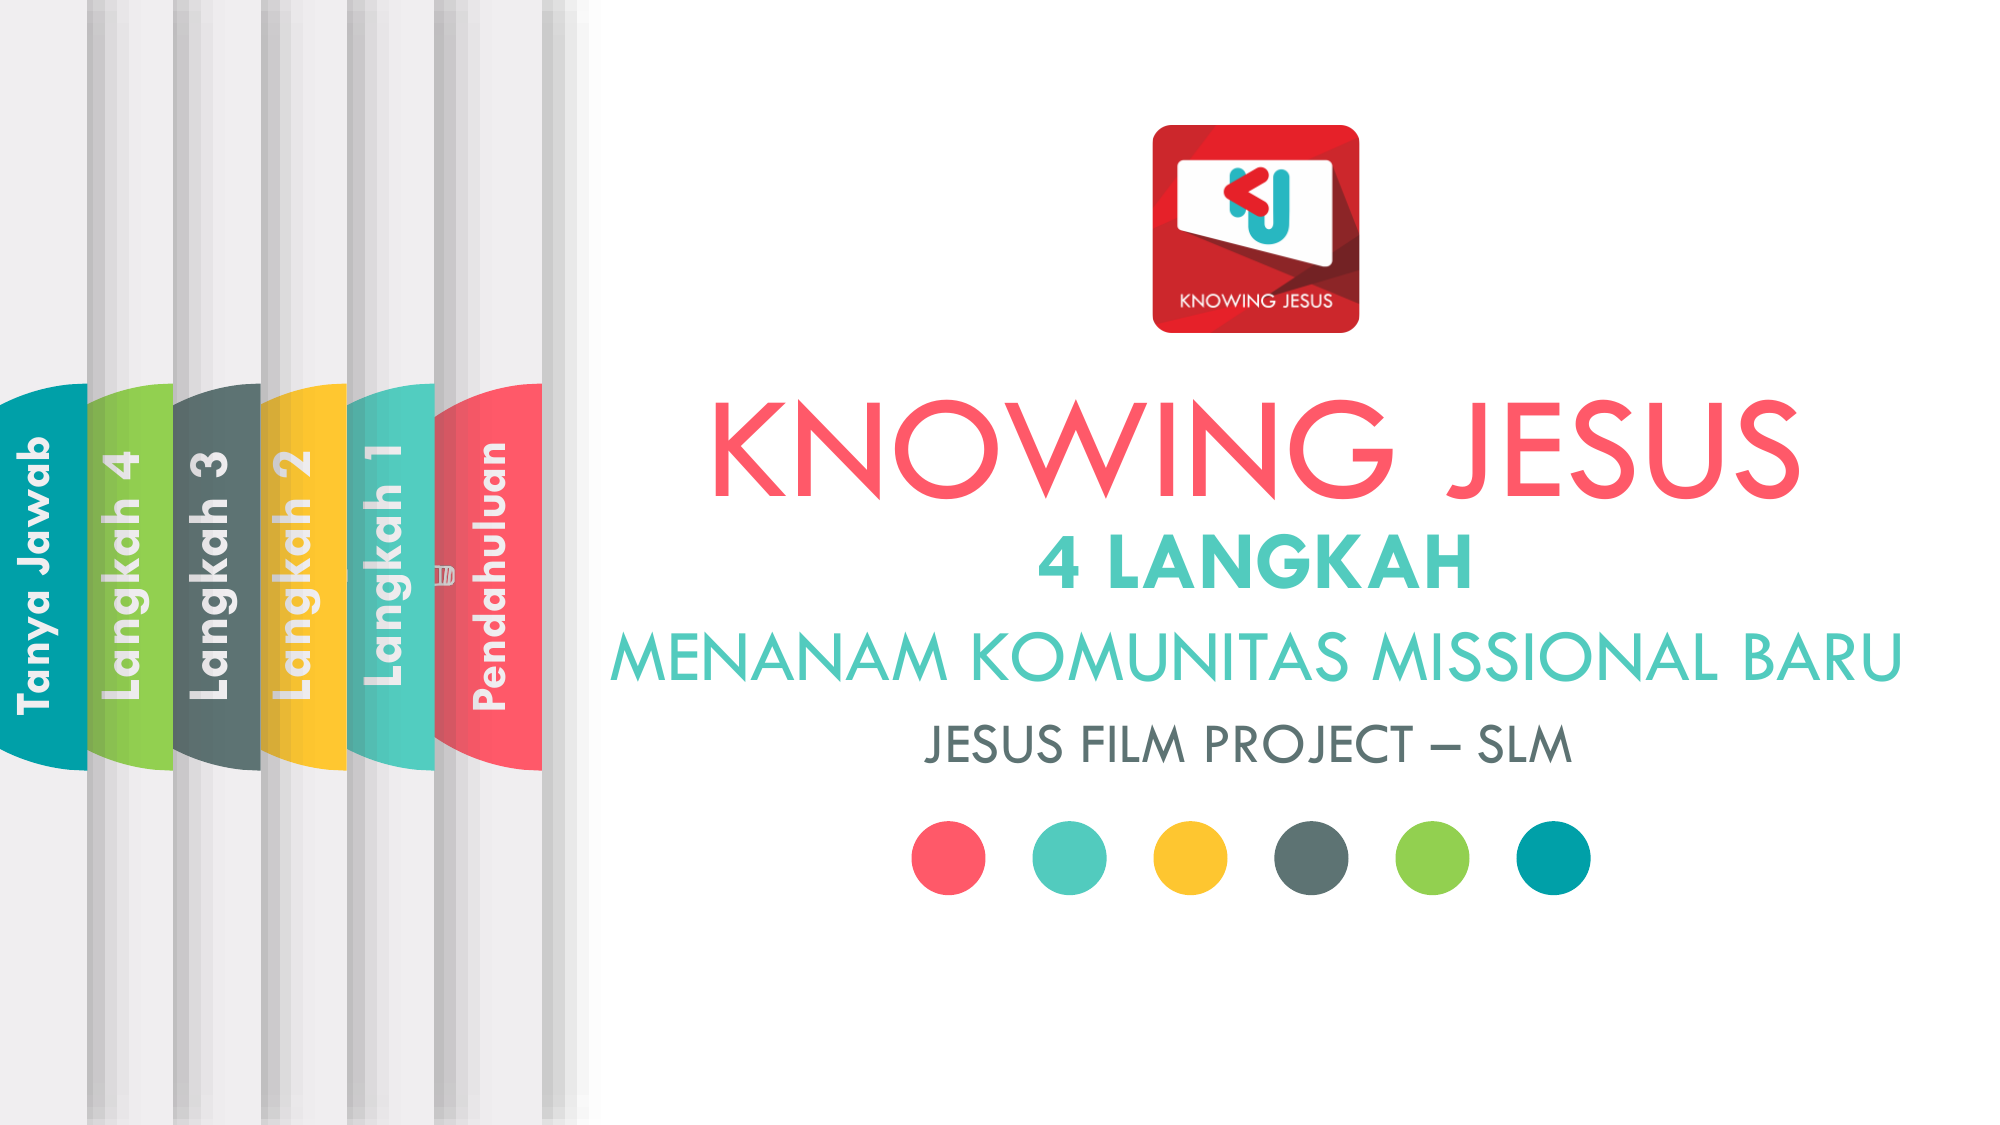 Tanya Jawab
Langkah 4
Langkah 3
Langkah 2
Langkah 1
Pendahuluan
KNOWING JESUS
KNOWING JESUS
4 LANGKAH
MENANAM KOMUNITAS MISSIONAL BARU
JESUS FILM PROJECT – SLM